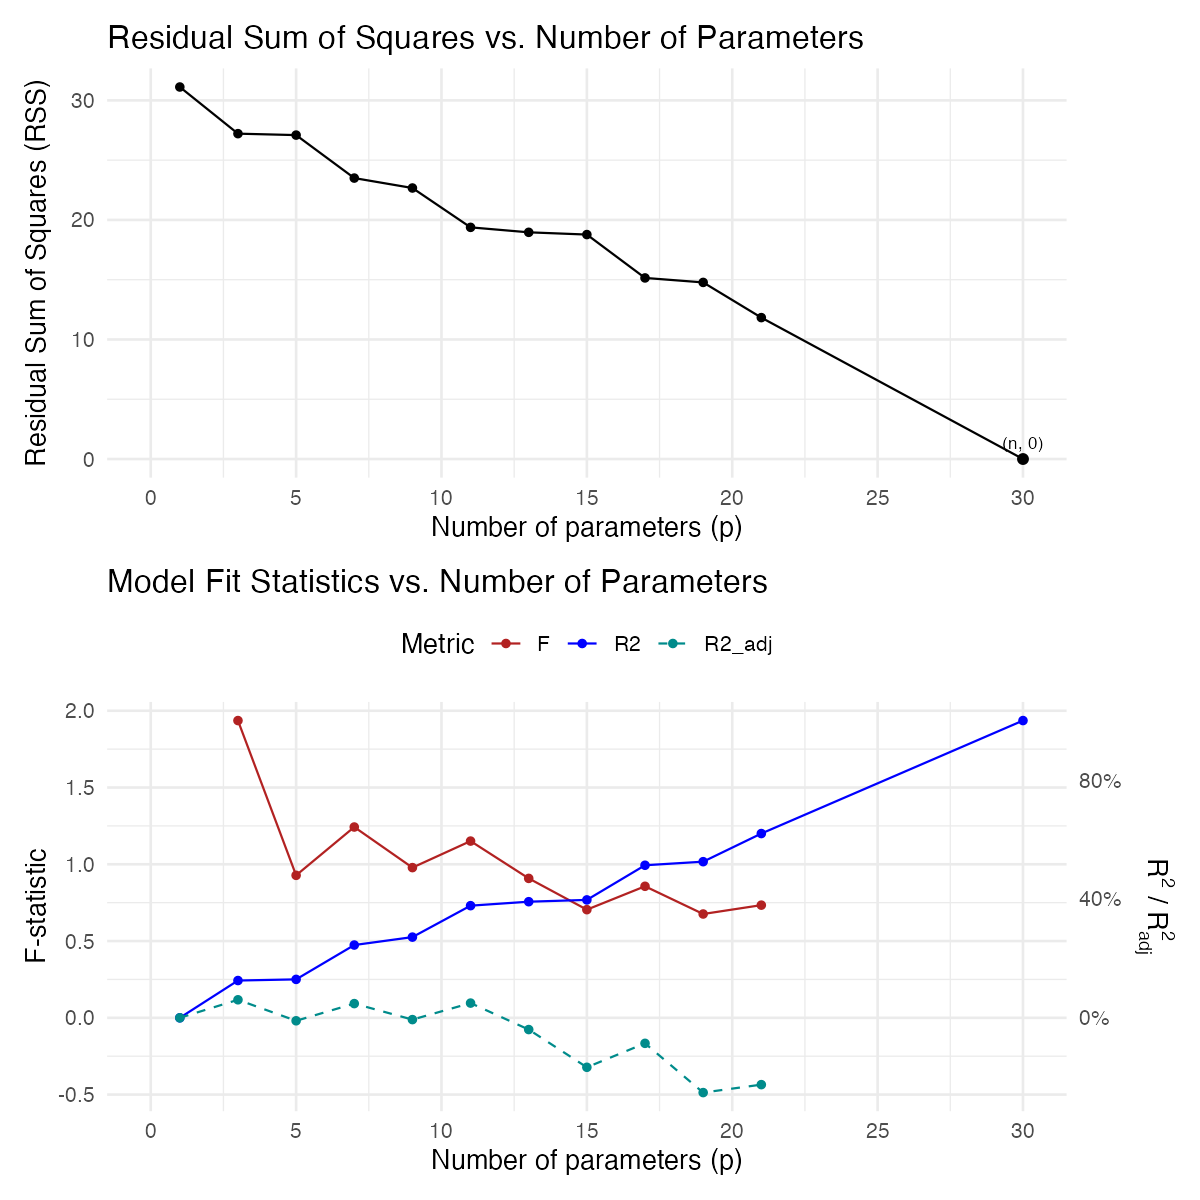 Residual Sum of Squares vs. Number of Parameters
Residual Sum of Squares (RSS)
30
20
10
0
(n, 0)
0 5 10 15 20 25 30
Number of parameters (p)
Model Fit Statistics vs. Number of Parameters
Metric F R2 R2_adj
F-statistic
2.0
1.5
1.0
0.5
0.0
-0.5
80%
40%
0%
R² / R²adj
0 5 10 15 20 25 30
Number of parameters (p)